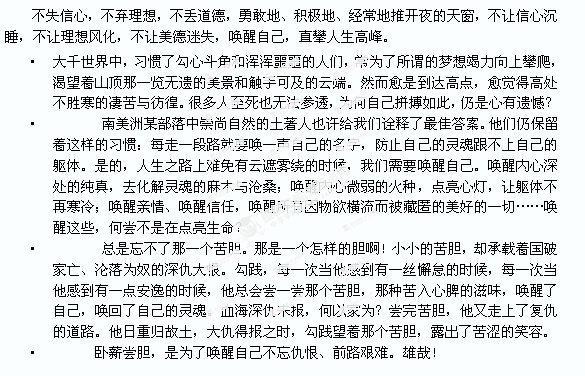 不失信心，不弃理想，不丢道德，勇敢地、积极地、经常地推开夜的天窗，不让信心沉
睡，不让理想风化，不让美德迷失，唤醒自己，直攀人生高峰。
• 大千世界中，习惯了勾心斗角和浑浑噩噩的人们，常为了所谓的梦想竭力向上攀爬，
渴望着山顶那一览无遗的美景和触手可及的云端。然而愈是到达高点，愈觉得高处
不胜寒的凄苦与彷徨。很多人至死也无法参透，为何自己拼搏如此，仍是心有遗憾？
• 南美洲某部落中崇尚自然的土著人也许给我们诠释了最佳答案。他们仍保留
着这样的习惯：每走一段路就要唤一声自己的名字，防止自己的灵魂跟不上自己的
躯体。是的，人生之路上难免有云遮雾绕的时候，我们需要唤醒自己。唤醒内心深
处的纯真，去化解灵魂的麻木与沧桑；唤醒内心微弱的火种，点亮心灯，让躯体不
再寒冷；唤醒亲情、唤醒信任，唤醒所有因物欲横流而被藏匿的美好的一切……唤
醒这些，何尝不是在点亮生命？
• 总是忘不了那一个苦胆。那是一个怎样的胆啊！小小的苦胆，却承载着国破
家亡、沦落为奴的深仇大恨。勾践，每一次当他感到有一丝懈怠的时候，每一次当
他感到有一点安逸的时候，他总会尝一尝那个苦胆，那种苦入心脾的滋味，唤醒了
自己，唤回了自己的灵魂。血海深仇未报，何以家为？尝完苦胆，他又走上了复仇
的道路。他日重归故土，大仇得报之时，勾践望着那个苦胆，露出了苦涩的笑容。
• 卧薪尝胆，是为了唤醒自己不忘仇恨、前路艰难。雄哉！